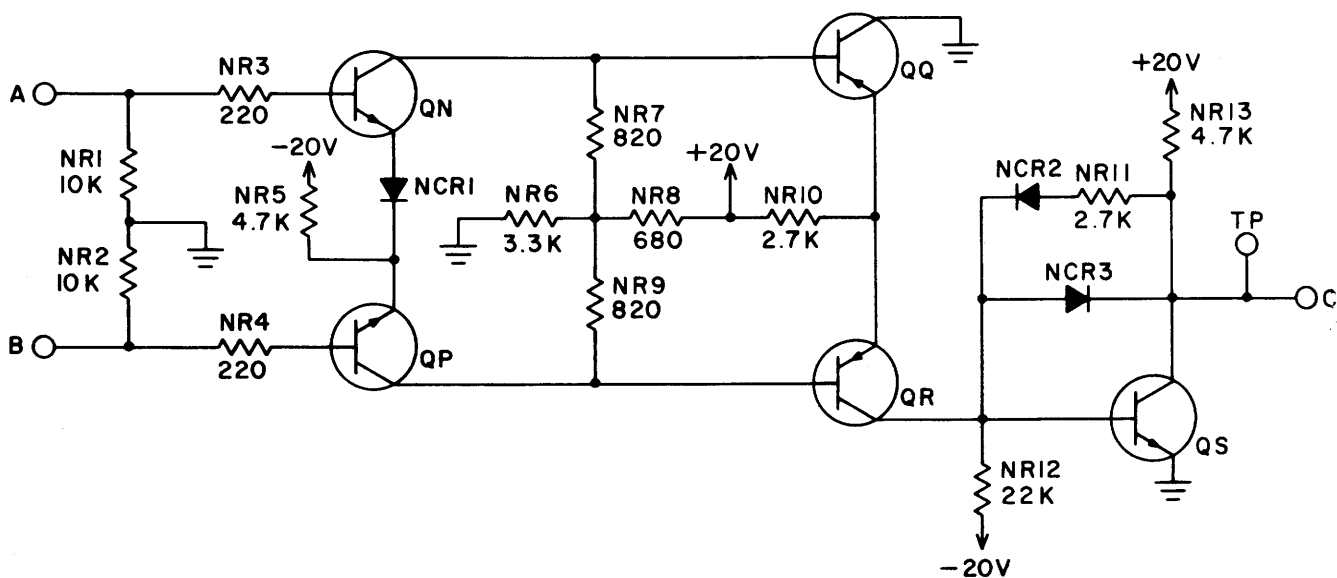 A
NR3
220
QN
NR1
10K
NR2
10K
B
NR4
220
QP
-20V
NR5
4.7K
NCR1
NR7
820
NR6
3.3K
NR8
680
+20V
NR10
2.7K
NR9
820
QQ
QR
+20V
NR13
4.7K
NCR2
NR11
2.7K
NCR3
TP
C
QS
NR12
22K
-20V